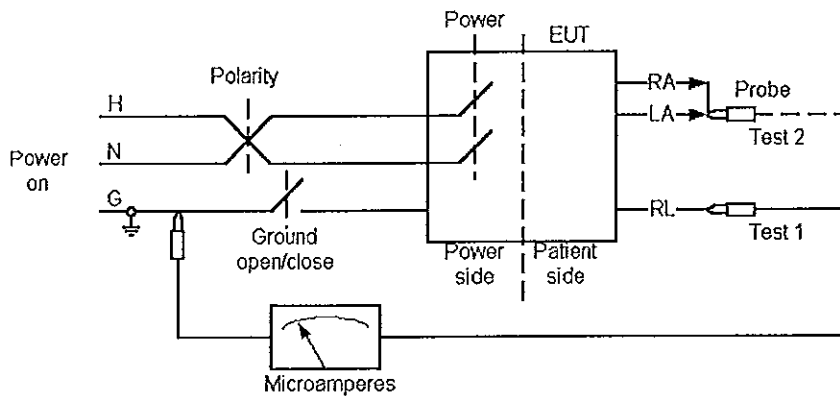 Power
EUT
Polarity
RA
Probe
H
LA
Test 2
Power
on
N
G
RL
Test 1
Ground
open/close
Power
side
Patient
side
Microamperes